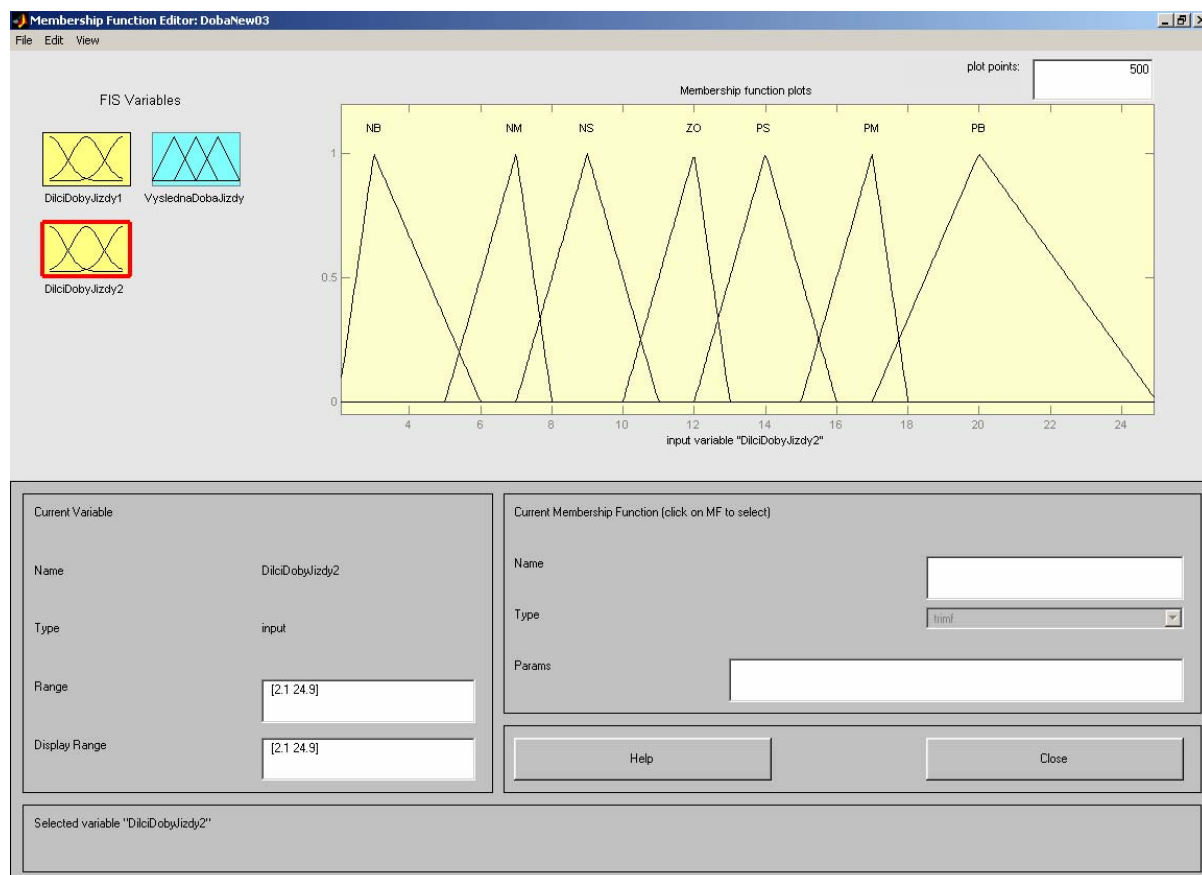 Membership Function Editor: DobaNew03
File Edit View
plot points:
500
FIS Variables
DilciDobyJizdy1
VyslednaDobaJizdy
DilciDobyJizdy2
Membership function plots
NB NM NS ZO PS PM PB
1
0.5
0
4 6 8 10 12 14 16 18 20 22 24
input variable "DilciDobyJizdy2"
Current Variable
Name DilciDobyJizdy2
Type input
Range [2.1 24.9]
Display Range [2.1 24.9]
Current Membership Function (click on MF to select)
Name
Type trimf
Params
Help Close
Selected variable "DilciDobyJizdy2"